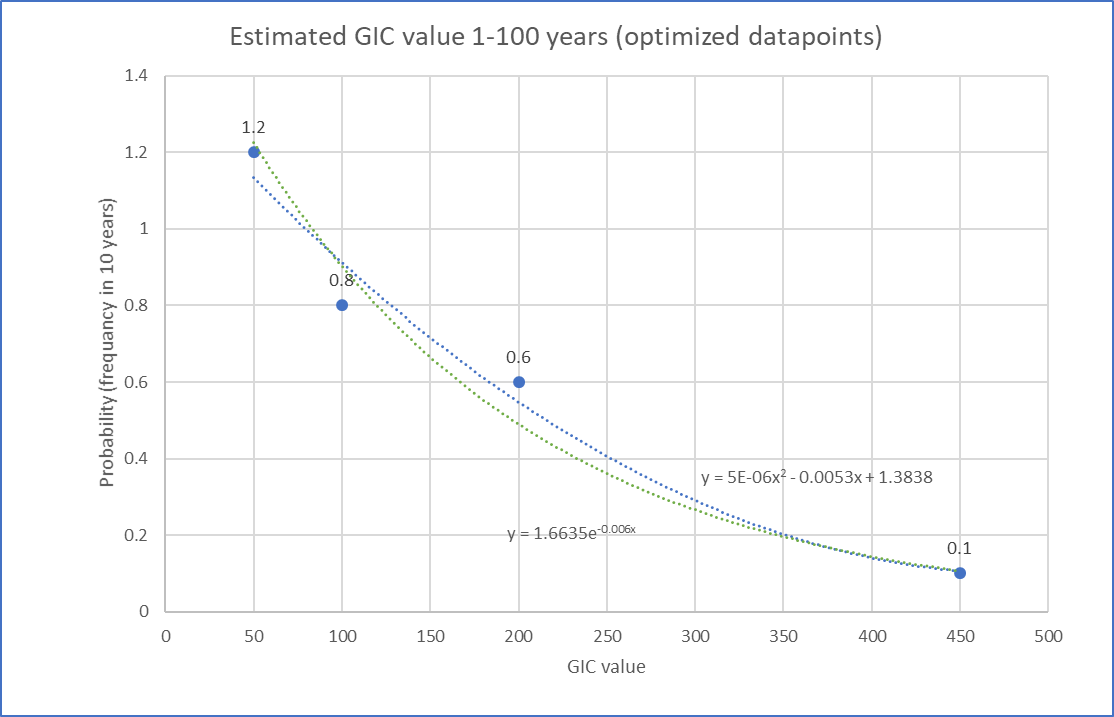 Estimated GIC value 1-100 years (optimized datapoints)
Probability (frequancy in 10 years)
1.4
1.2
1
0.8
0.6
0.4
0.2
0
1.2
0.8
0.6
0.1
y = 5E-06x² - 0.0053x + 1.3838
y = 1.6635e⁻⁰·⁰⁰⁶ˣ
0 50 100 150 200 250 300 350 400 450 500
GIC value